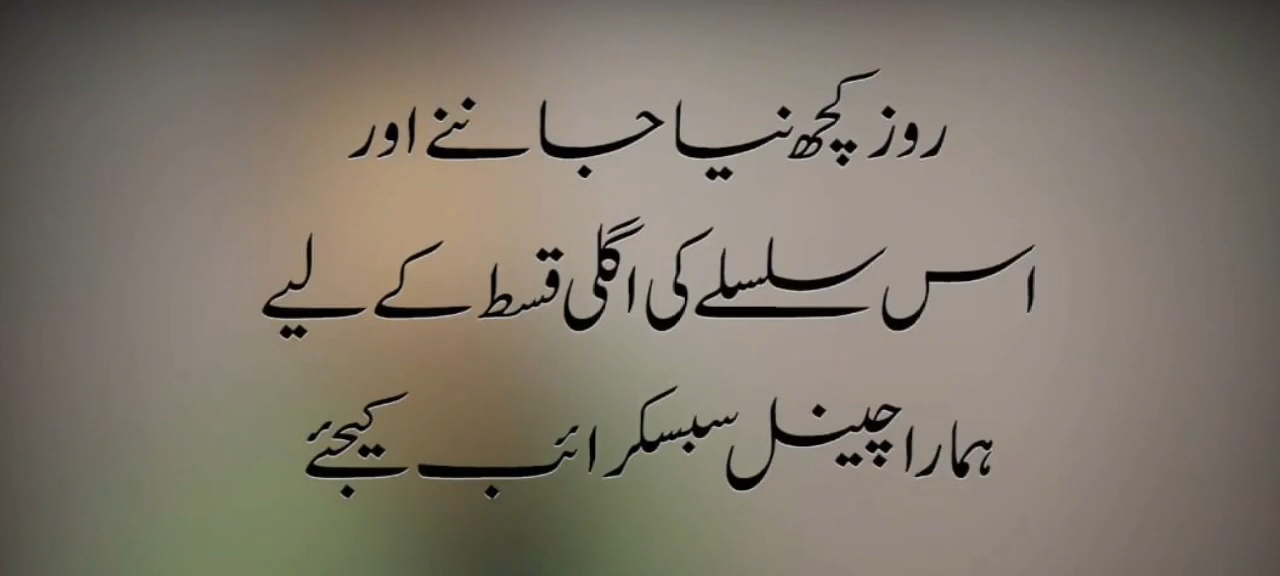 روز کچھ نیا جاننے اور
اس سلسلے کی اگلی قسط کے لیے
ہمارا چینل سبسکرائب کیجئے